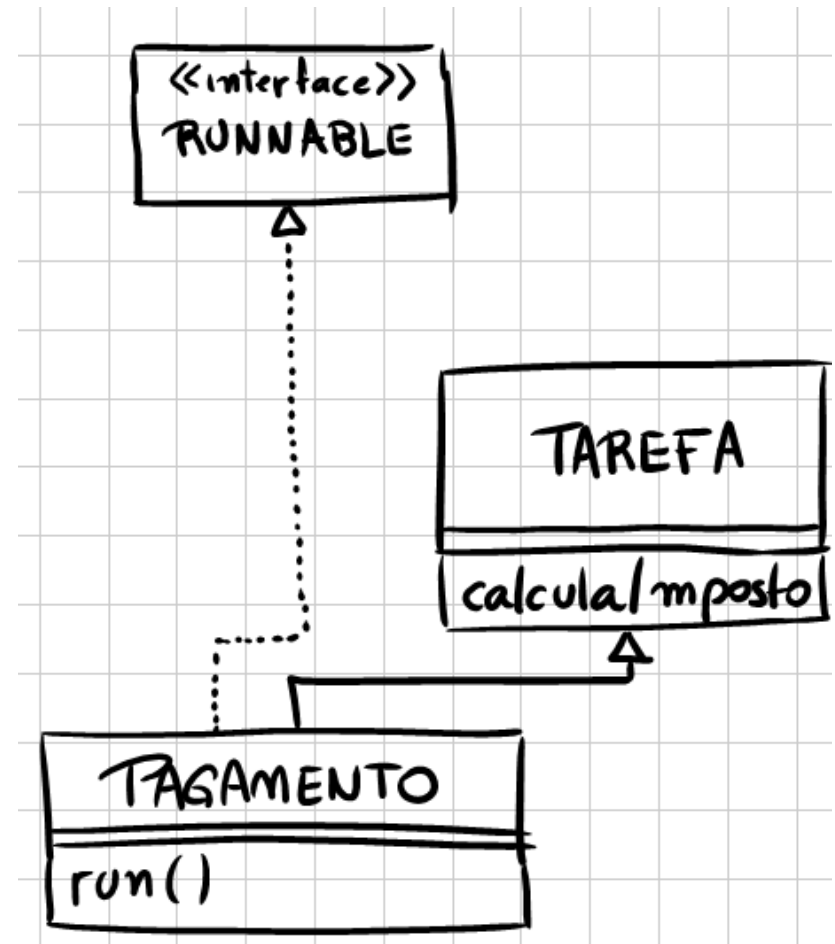 <<interface>>
RUNNABLE
TAREFA
calculaImposto
PAGAMENTO
run()